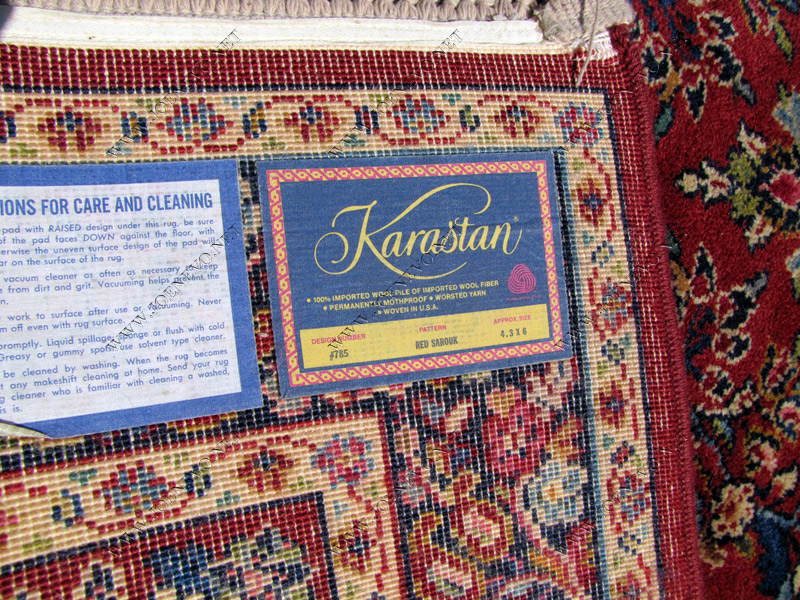 IONS FOR CARE AND CLEANING
pad with RAISED design under this rug, be sure
of the pad faces DOWN against the floor, with
erwise the uneven surface design of the pad will
ar on the surface of the rug.
vacuum cleaner as often as necessary to keep
e from dirt and grit. Vacuuming helps prevent the
n.
work to surface after use or vacuuming. Never
m off even with rug surface.
promptly. Liquid spillage, sponge or flush with cold
Greasy or gummy spots use solvent type cleaner.
be cleaned by washing. When the rug becomes
t any makeshift cleaning at home. Send your rug
g cleaner who is familiar with cleaning a washed,
is is.
Karastan®
• 100% IMPORTED WOOL PILE OF IMPORTED WOOL FIBER
• PERMANENTLY MOTHPROOF • WORSTED YARN
• WOVEN IN U.S.A.
DESIGN NUMBER PATTERN APPROX. SIZE
#785 RED SAROUK 4.3 X 6